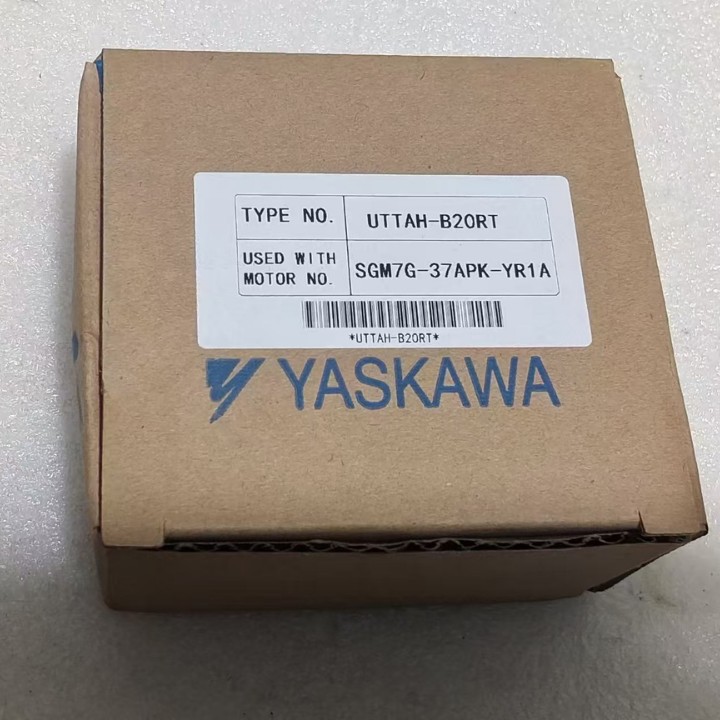 TYPE NO. UTTAH-B20RT
USED WITH
MOTOR NO. SGM7G-37APK-YR1A
*UTTAH-B20RT*
YASKAWA